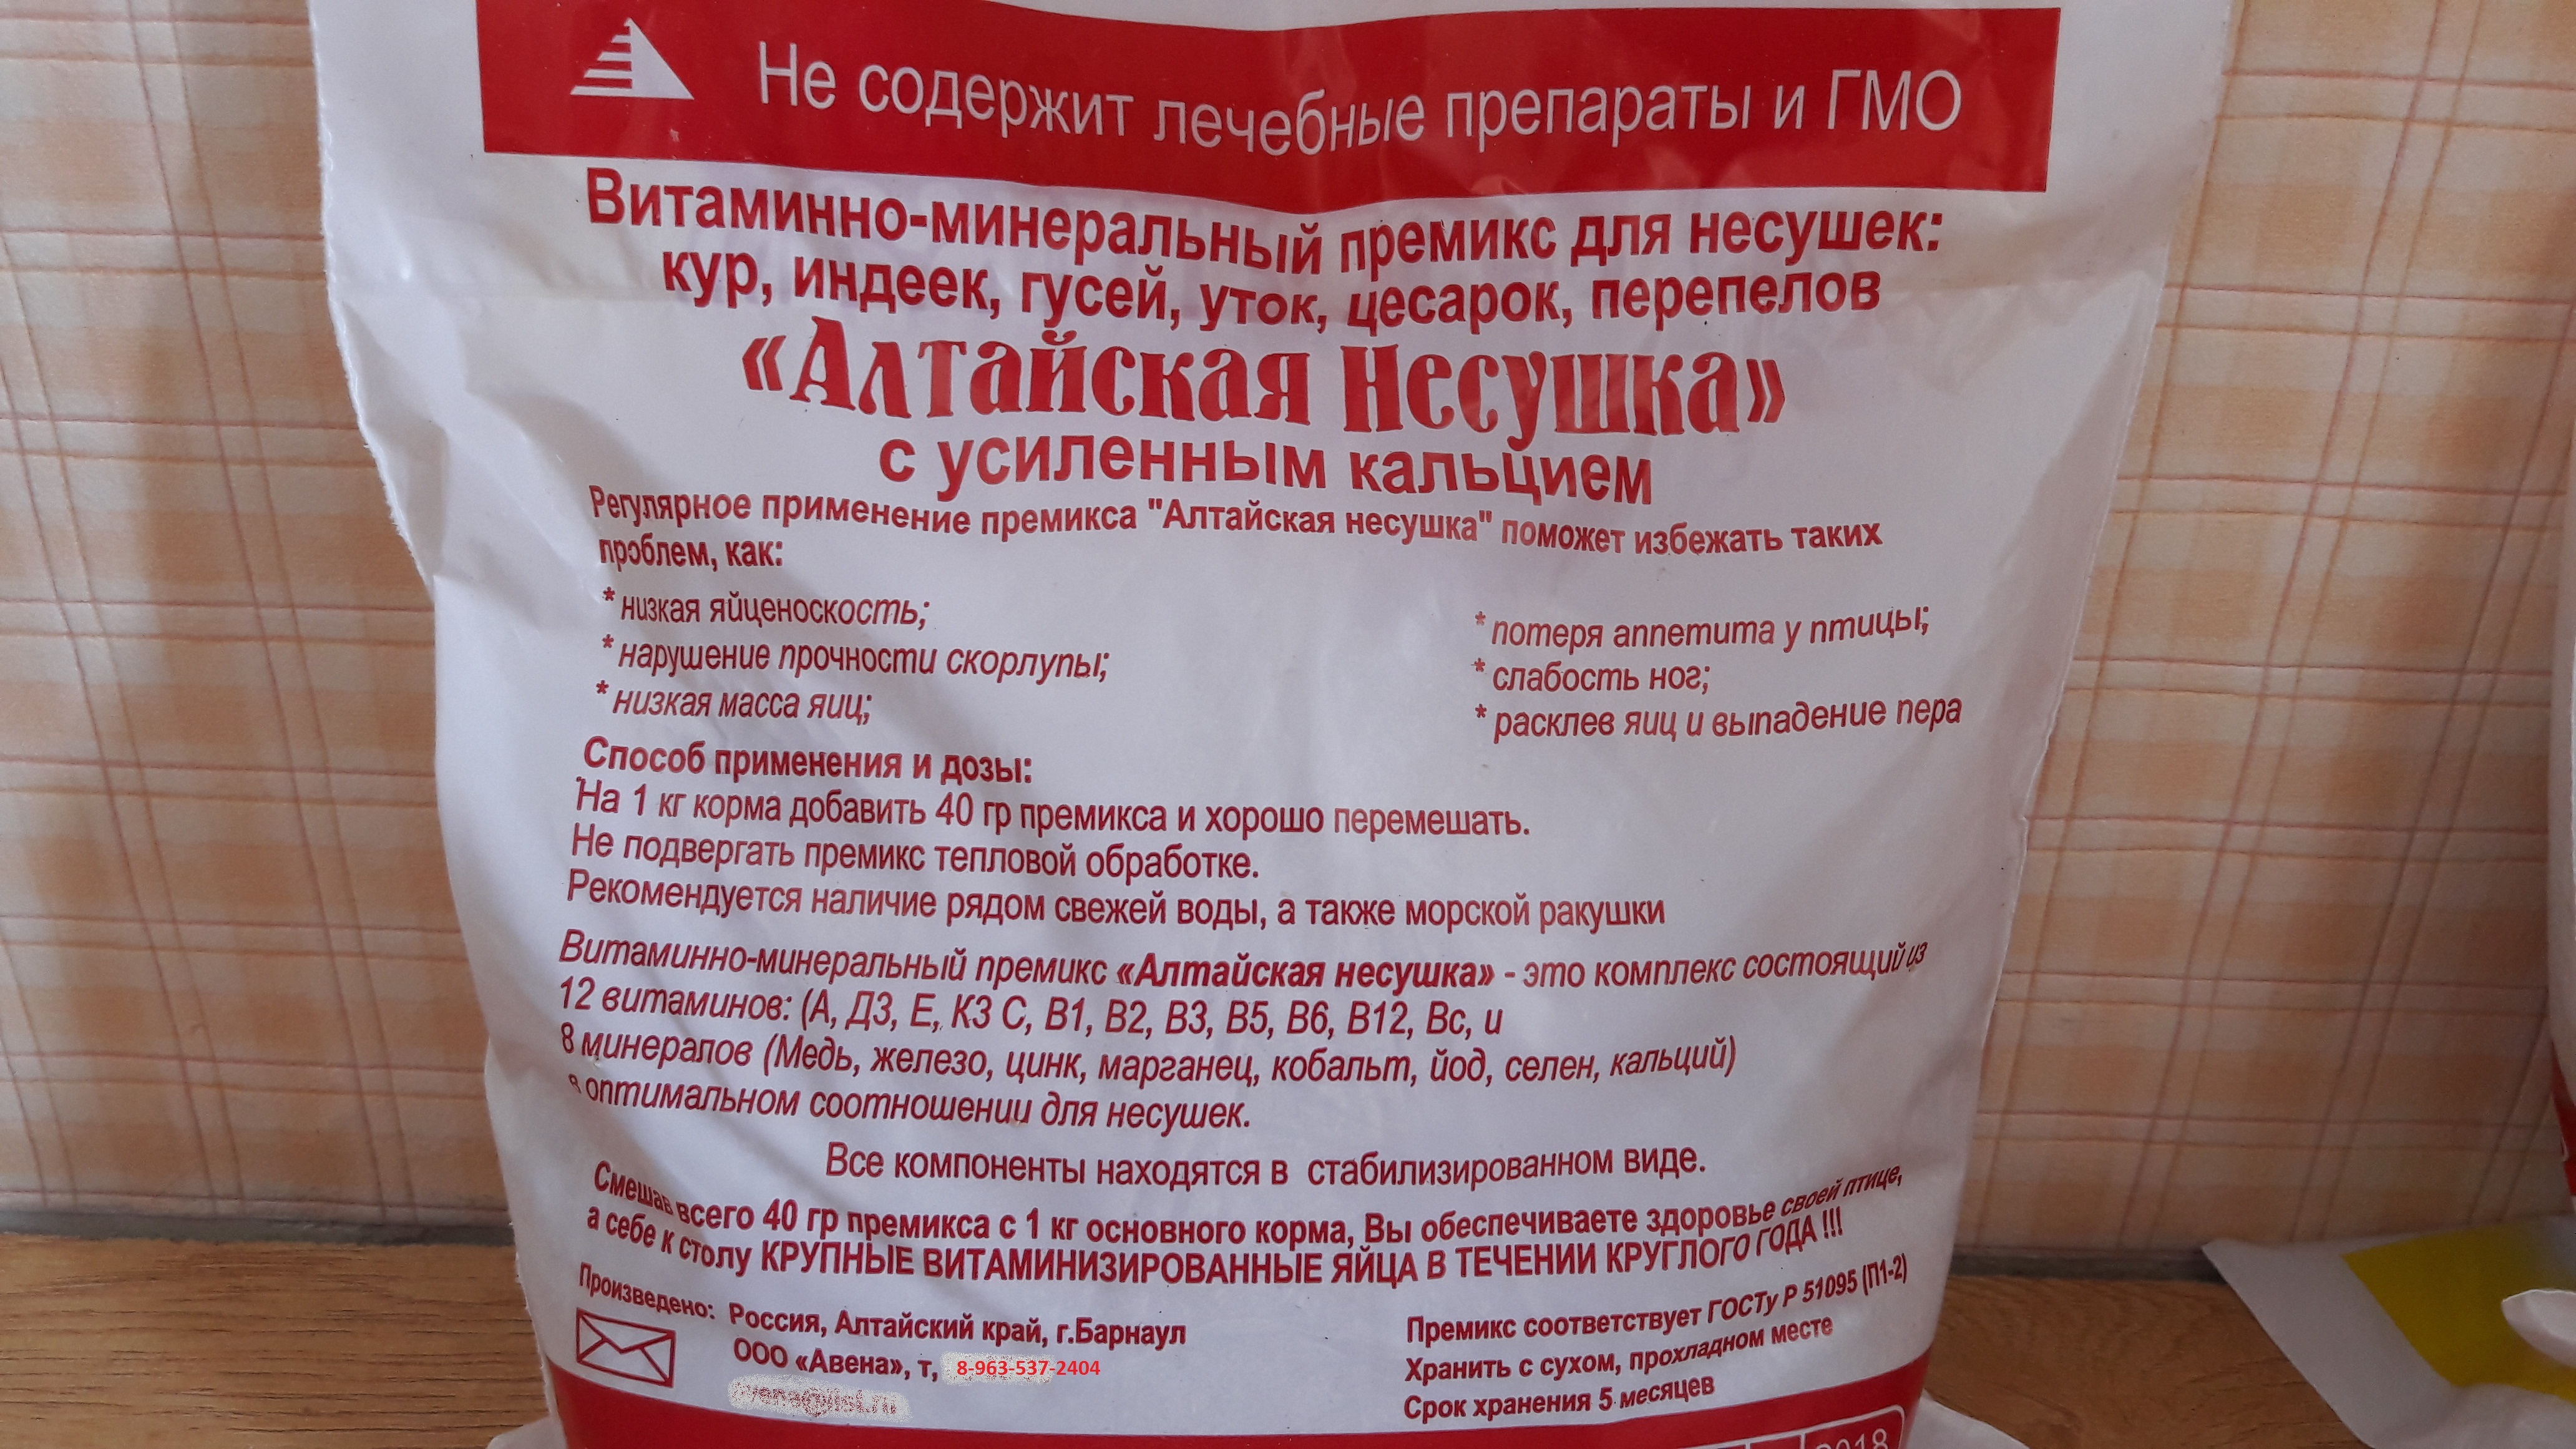 Не содержит лечебные препараты и ГМО
Витаминно-минеральный премикс для несушек:
кур, индеек, гусей, уток, цесарок, перепелов
«Алтайская Несушка»
с усиленным кальцием
Регулярное применение премикса "Алтайская несушка" поможет избежать таких
проблем, как:
* низкая яйценоскость;
* нарушение прочности скорлупы;
* низкая масса яиц;
* потеря аппетита у птицы;
* слабость ног;
* расклев яиц и выпадение пера
Способ применения и дозы:
На 1 кг корма добавить 40 гр премикса и хорошо перемешать.
Не подвергать премикс тепловой обработке.
Рекомендуется наличие рядом свежей воды, а также морской ракушки
Витаминно-минеральный премикс «Алтайская несушка» - это комплекс состоящий из
12 витаминов: (А, Д3, Е, К3 С, В1, В2, В3, В5, В6, В12, Вс, и
8 минералов (Медь, железо, цинк, марганец, кобальт, йод, селен, кальций)
в оптимальном соотношении для несушек.
Все компоненты находятся в стабилизированном виде.
Смешав всего 40 гр премикса с 1 кг основного корма, Вы обеспечиваете здоровье своей птице,
а себе к столу КРУПНЫЕ ВИТАМИНИЗИРОВАННЫЕ ЯЙЦА В ТЕЧЕНИИ КРУГЛОГО ГОДА !!!
Произведено: Россия, Алтайский край, г.Барнаул
ООО «Авена», т, 8-963-537-2404
Премикс соответствует ГОСТу Р 51095 (П1-2)
Хранить с сухом, прохладном месте
Срок хранения 5 месяцев
2018